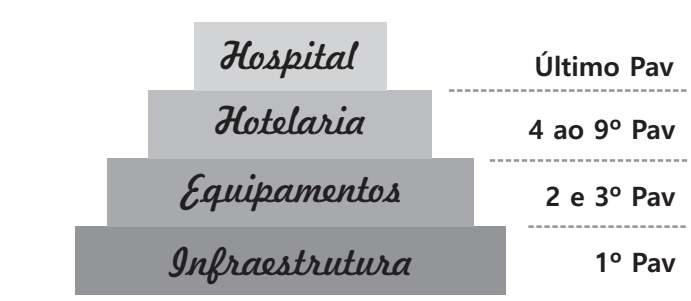 Hospital Último Pav
Hotelaria 4 ao 9º Pav
Equipamentos 2 e 3º Pav
Infraestrutura 1º Pav